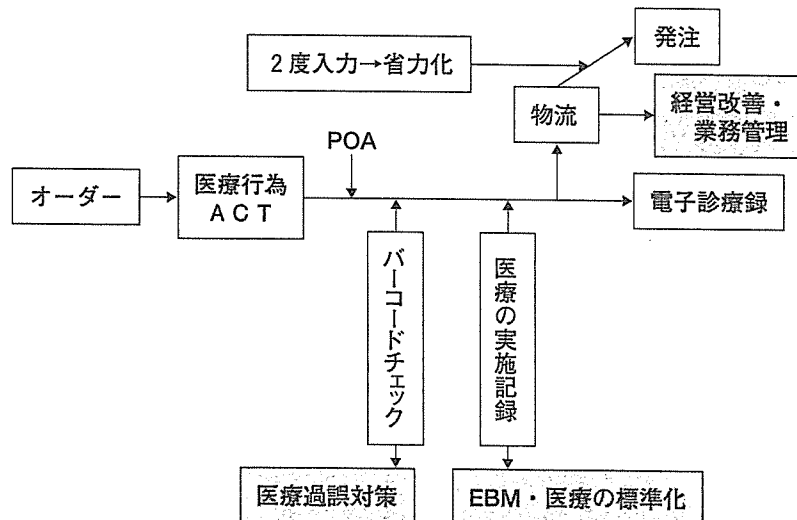 発注
2度入力→省力化
物流
経営改善・
業務管理
POA
オーダー
医療行為
ACT
電子診療録
バーコードチェック
医療の実施記録
医療過誤対策
EBM・医療の標準化